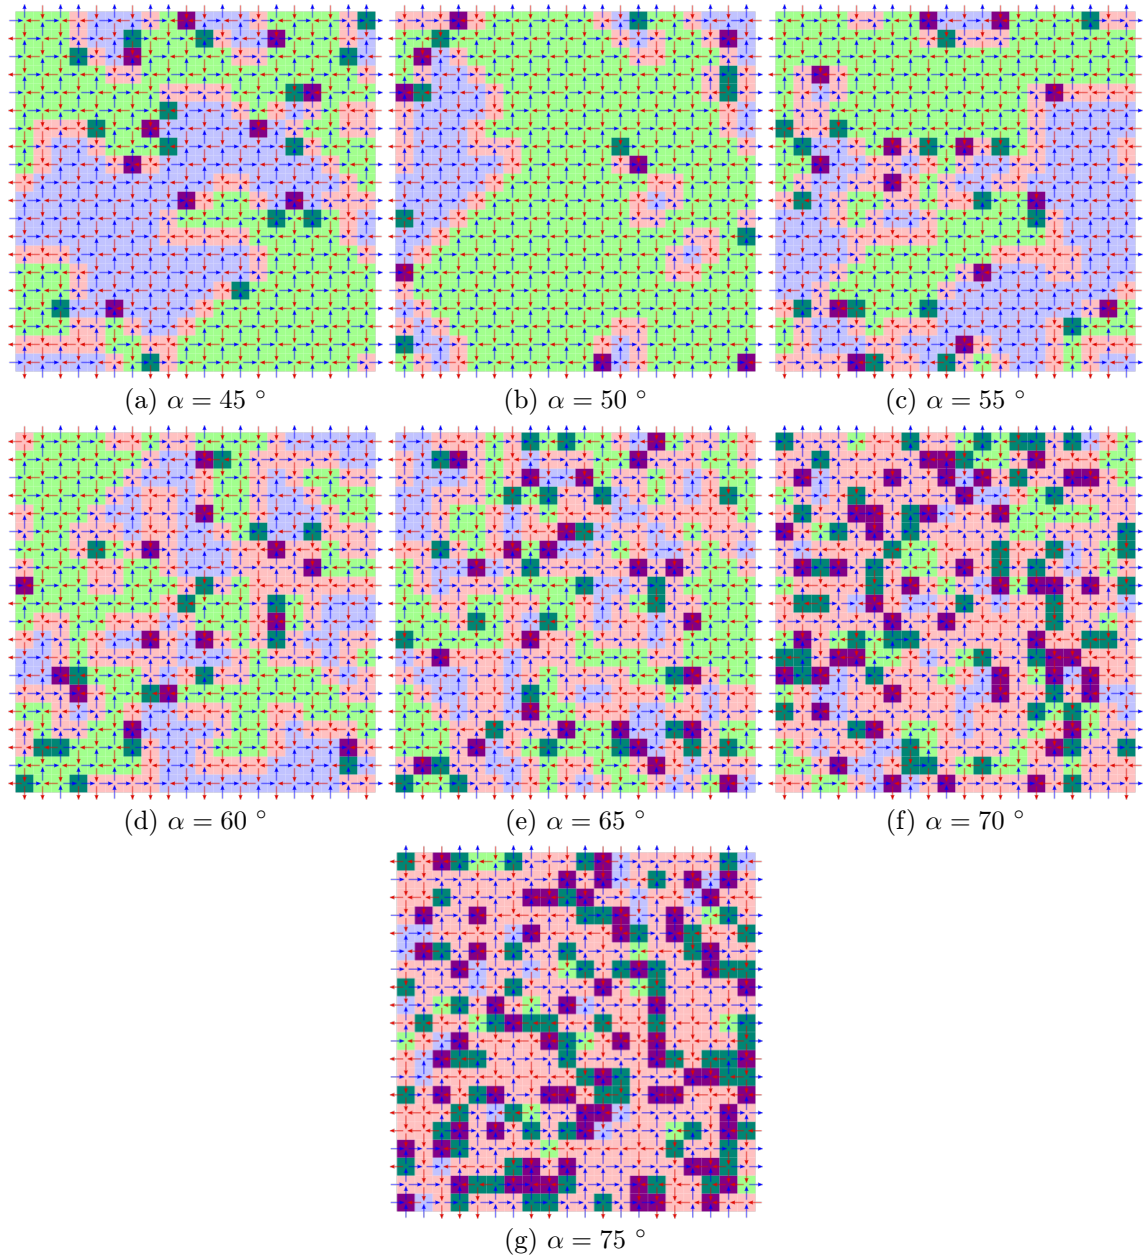 (a) α = 45 °
(b) α = 50 °
(c) α = 55 °
(d) α = 60 °
(e) α = 65 °
(f) α = 70 °
(g) α = 75 °